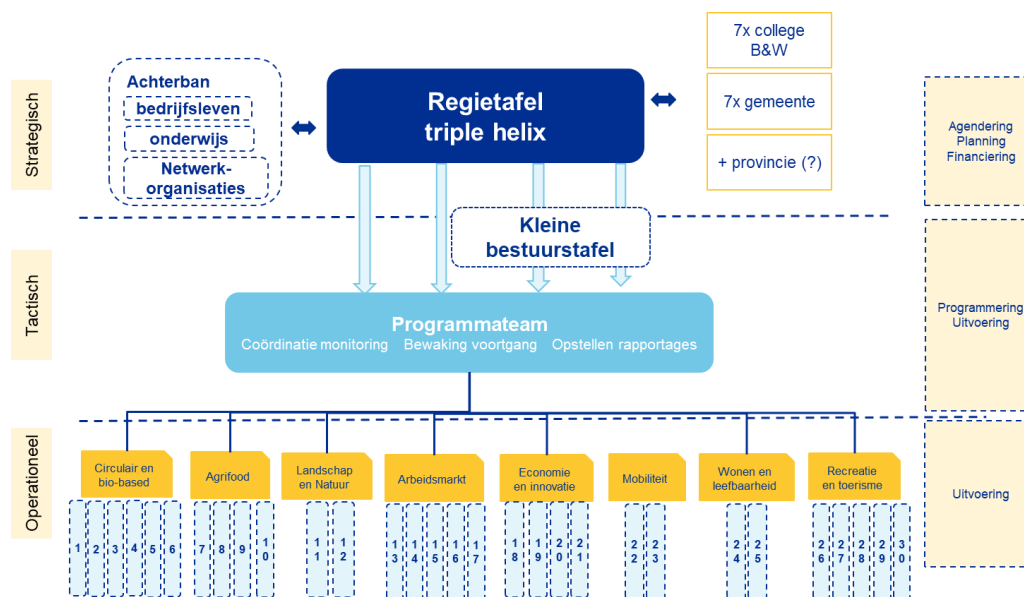 7x college
B&W
Achterban
bedrijfsleven
onderwijs
Netwerk-
organisaties
Regietafel
triple helix
7x gemeente
+ provincie (?)
Strategisch
Agendering
Planning
Financiering
Kleine
bestuurstafel
Tactisch
Programmateam
Coördinatie monitoring Bewaking voortgang Opstellen rapportages
Programmering
Uitvoering
Operationeel
Circulair en
bio-based
Agrifood
Landschap
en Natuur
Arbeidsmarkt
Economie
en innovatie
Mobiliteit
Wonen en
leefbaarheid
Recreatie
en toerisme
Uitvoering
1 2 3 4 5 6 7 8 9 10 11 12 13 14 15 16 17 18 19 20 21 22 23 24 25 26 27 28 29 30